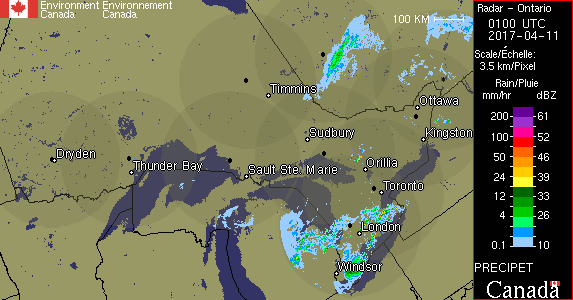 Environment Environnement
Canada Canada
100 KM
Timmins
Ottawa
Sudbury
Kingston
Dryden
Thunder Bay
Sault Ste. Marie
Orillia
Toronto
London
Windsor
Radar - Ontario
0100 UTC
2017-04-11
Scale/Échelle:
3.5 km/Pixel
Rain/Pluie
mm/hr dBZ
200 61
100 52
50 46
24 39
12 33
4 26
0.1 10
PRECIPET
Canada